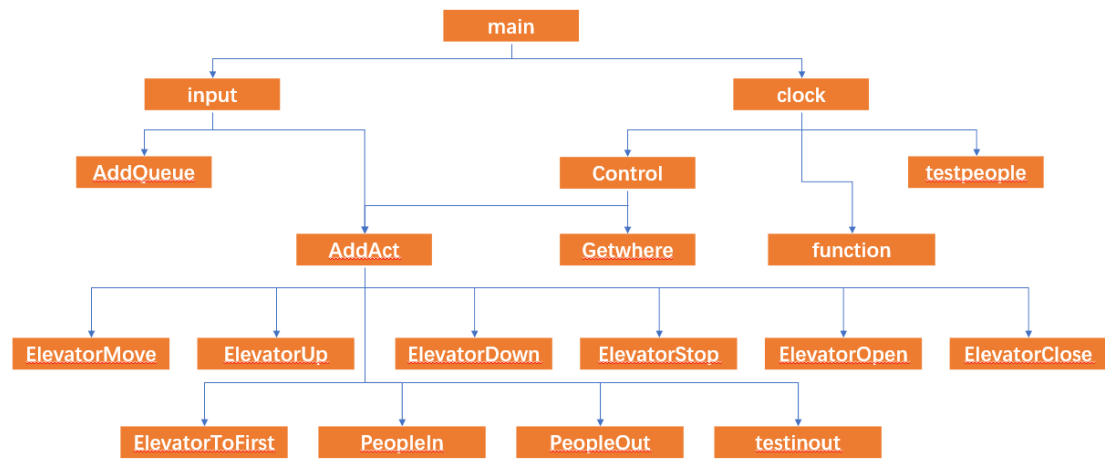 main
input
clock
AddQueue
Control
testpeople
AddAct
Getwhere
function
ElevatorMove
ElevatorUp
ElevatorDown
ElevatorStop
ElevatorOpen
ElevatorClose
ElevatorToFirst
PeopleIn
PeopleOut
testinout